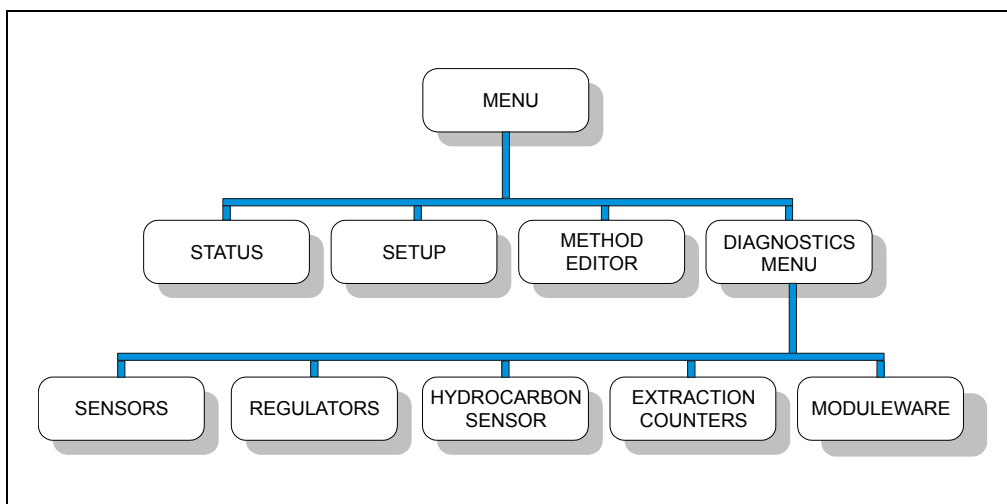 MENU
STATUS
SETUP
METHOD
EDITOR
DIAGNOSTICS
MENU
SENSORS
REGULATORS
HYDROCARBON
SENSOR
EXTRACTION
COUNTERS
MODULEWARE